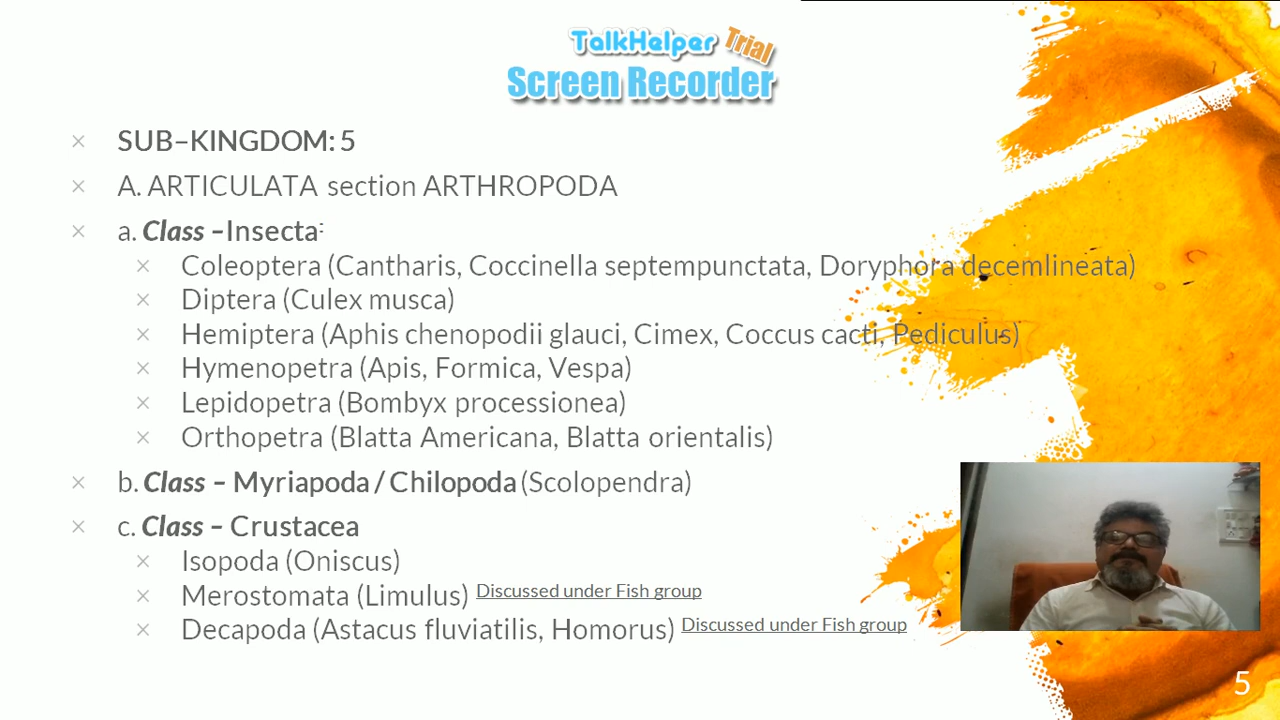 TalkHelper Trial
Screen Recorder
× SUB–KINGDOM: 5
× A. ARTICULATA section ARTHROPODA
× a. Class –Insecta:
× Coleoptera (Cantharis, Coccinella septempunctata, Doryphora decemlineata)
× Diptera (Culex musca)
× Hemiptera (Aphis chenopodii glauci, Cimex, Coccus cacti, Pediculus)
× Hymenopetra (Apis, Formica, Vespa)
× Lepidopetra (Bombyx processionea)
× Orthopetra (Blatta Americana, Blatta orientalis)
× b. Class – Myriapoda / Chilopoda (Scolopendra)
× c. Class – Crustacea
× Isopoda (Oniscus)
× Merostomata (Limulus) Discussed under Fish group
× Decapoda (Astacus fluviatilis, Homorus) Discussed under Fish group
5